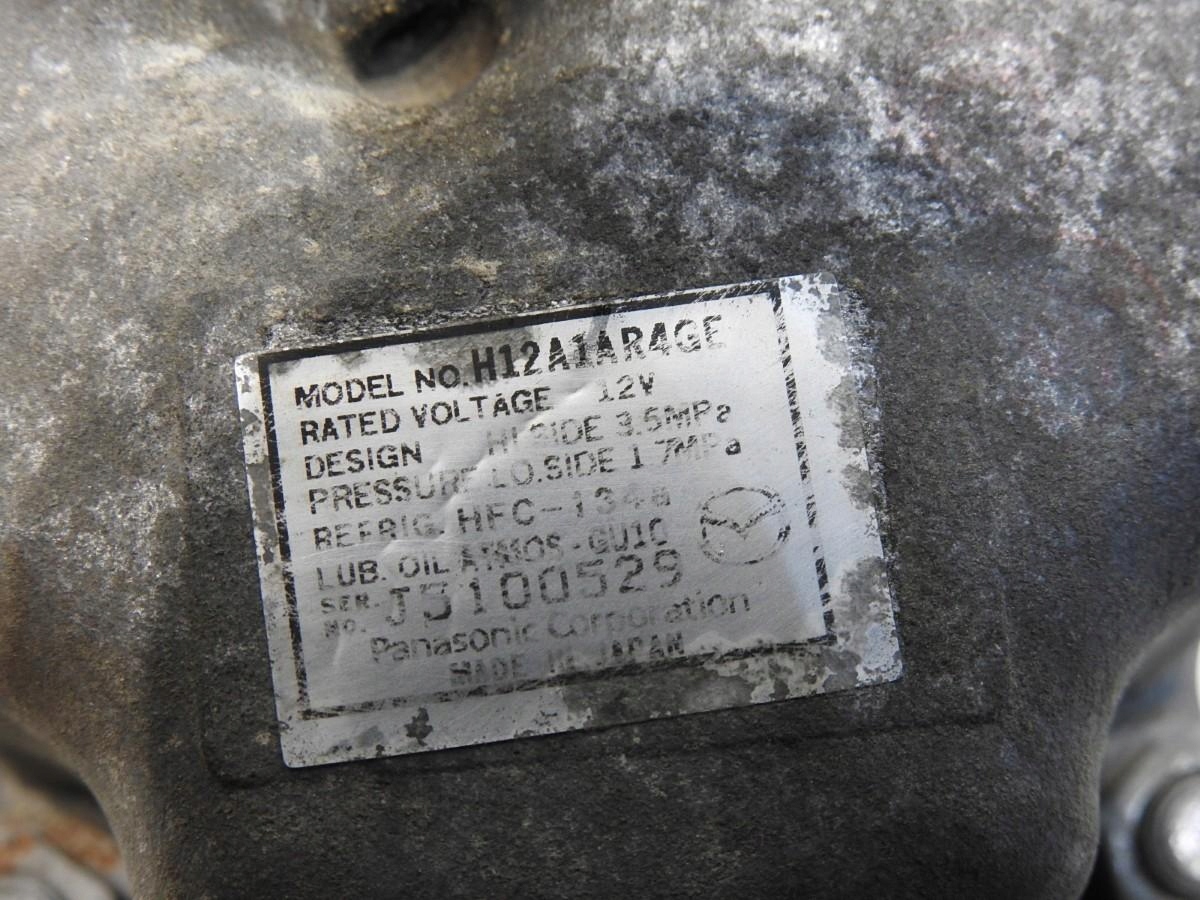 MODEL NO. H12A1AR4GE
RATED VOLTAGE 12V
DESIGN HI.SIDE 3.5MPa
PRESSURE LO.SIDE 1.7MPa
REFRIG. HFC-134a
LUB. OIL ATMOS-GU10
SER. NO. J5100529
Panasonic Corporation
MADE IN JAPAN